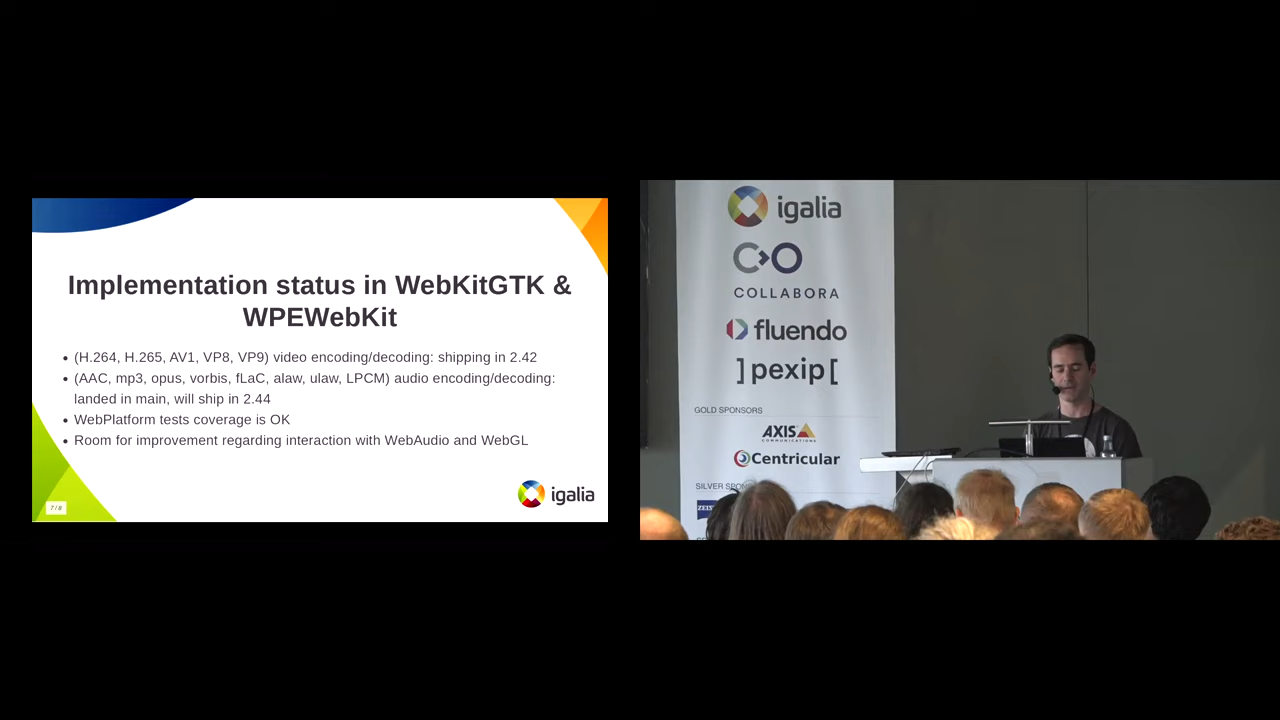 Implementation status in WebKitGTK &
WPEWebKit
• (H.264, H.265, AV1, VP8, VP9) video encoding/decoding: shipping in 2.42
• (AAC, mp3, opus, vorbis, fLaC, alaw, ulaw, LPCM) audio encoding/decoding:
landed in main, will ship in 2.44
• WebPlatform tests coverage is OK
• Room for improvement regarding interaction with WebAudio and WebGL
7 / 8
igalia
igalia
COLLABORA
fluendo
]pexip[
GOLD SPONSORS
AXIS
COMMUNICATIONS
Centricular
SILVER SPONS
ZEISS